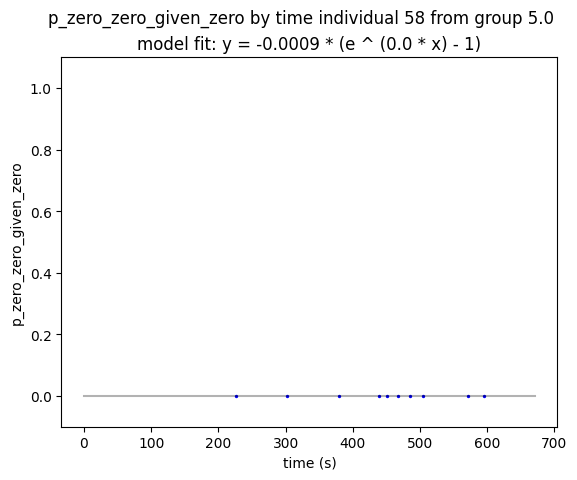 p_zero_zero_given_zero by time individual 58 from group 5.0
model fit: y = -0.0009 * (e ^ (0.0 * x) - 1)
1.0
0.8
0.6
0.4
0.2
0.0
p_zero_zero_given_zero
0 100 200 300 400 500 600 700
time (s)